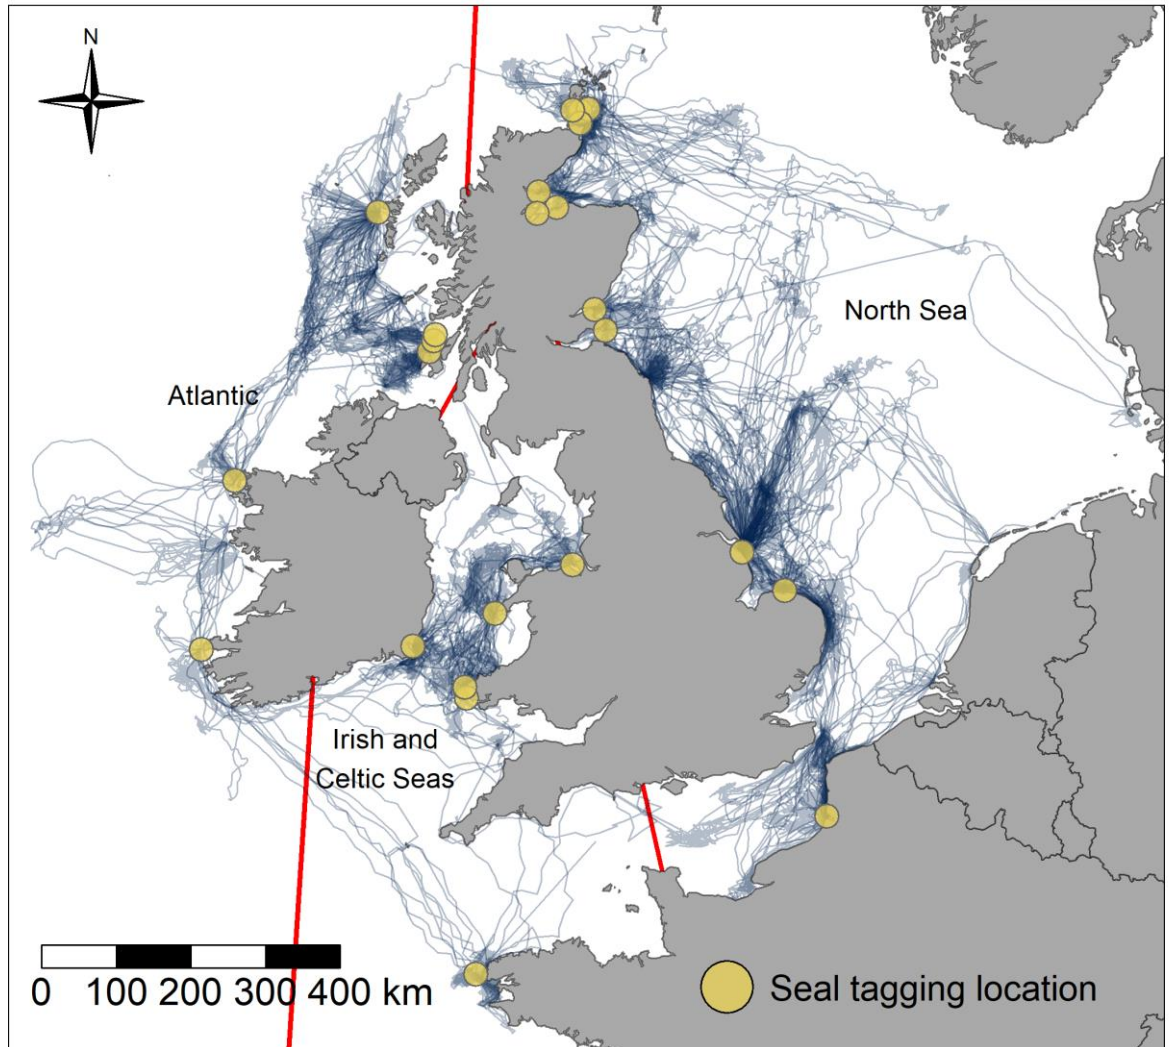 N
North Sea
Atlantic
Irish and
Celtic Seas
0 100 200 300 400 km
Seal tagging location